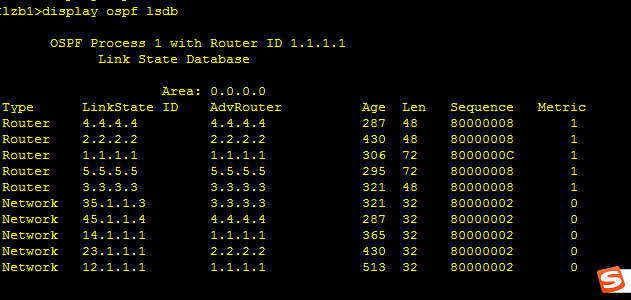 lzb1>display ospf lsdb
OSPF Process 1 with Router ID 1.1.1.1
Link State Database
Area: 0.0.0.0
Type LinkState ID AdvRouter Age Len Sequence Metric
Router 4.4.4.4 4.4.4.4 287 48 80000008 1
Router 2.2.2.2 2.2.2.2 430 48 80000008 1
Router 1.1.1.1 1.1.1.1 306 72 8000000C 1
Router 5.5.5.5 5.5.5.5 295 72 80000008 1
Router 3.3.3.3 3.3.3.3 321 48 80000008 1
Network 35.1.1.3 3.3.3.3 321 32 80000002 0
Network 45.1.1.4 4.4.4.4 287 32 80000002 0
Network 14.1.1.1 1.1.1.1 365 32 80000002 0
Network 23.1.1.1 2.2.2.2 430 32 80000002 0
Network 12.1.1.1 1.1.1.1 513 32 80000002 0
S